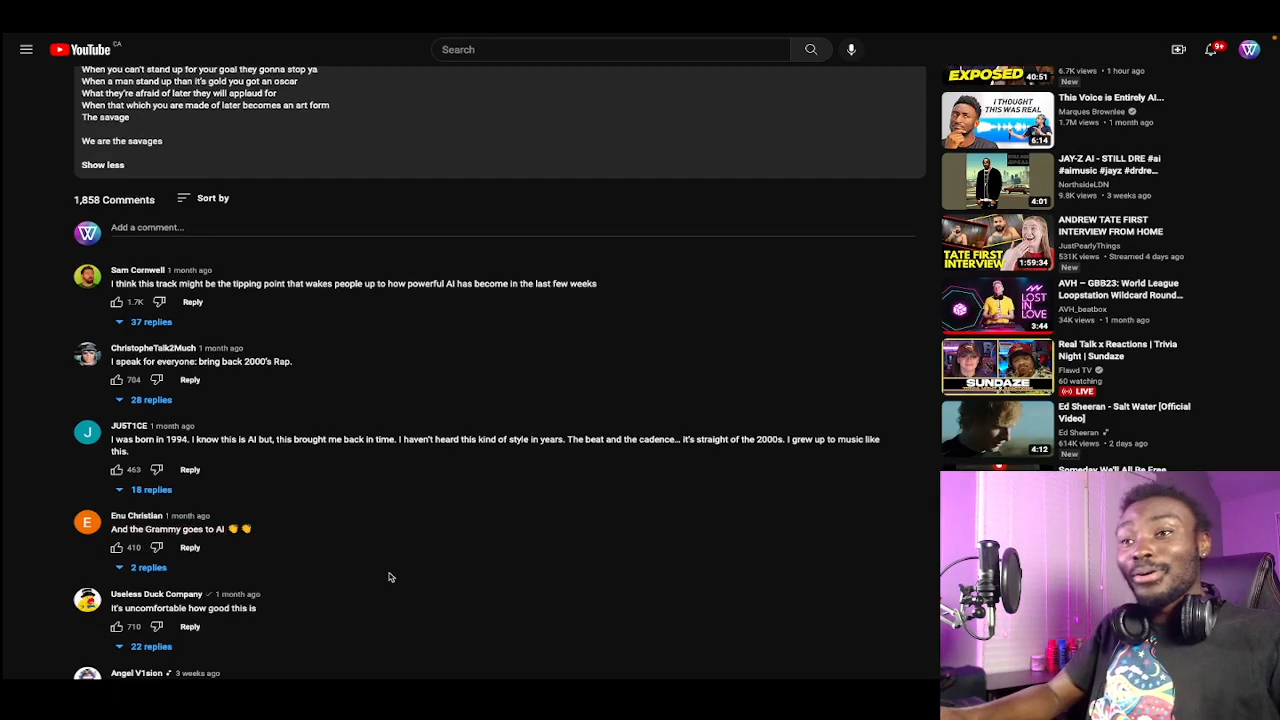 YouTube CA
Search
9+
When you can't stand up for your goal they gonna stop ya
When a man stand up than it's gold you got an oscar
What they're afraid of later they will applaud for
When that which you are made of later becomes an art form
The savage
We are the savages
Show less
1,858 Comments
Sort by
Add a comment...
Sam Cornwell 1 month ago
I think this track might be the tipping point that wakes people up to how powerful AI has become in the last few weeks
1.7K Reply
37 replies
ChristopheTalk2Much 1 month ago
I speak for everyone: bring back 2000's Rap.
704 Reply
28 replies
J
JUST1CE 1 month ago
I was born in 1994. I know this is AI but, this brought me back in time. I haven't heard this kind of style in years. The beat and the cadence... it's straight of the 2000s. I grew up to music like
this.
463 Reply
18 replies
E
Enu Christian 1 month ago
And the Grammy goes to AI 👏 👏
410 Reply
2 replies
Useless Duck Company 1 month ago
It's uncomfortable how good this is
710 Reply
22 replies
Angel V1sion 3 weeks ago
EXPOSED
40:51
6.7K views • 1 hour ago
New
I THOUGHT
THIS WAS REAL
6:14
This Voice is Entirely AI...
Marques Brownlee
1.7M views • 1 month ago
4:01
JAY-Z AI - STILL DRE #ai
#aimusic #jayz #drdre...
NorthsideLDN
9.8K views • 3 weeks ago
TATE FIRST
INTERVIEW
1:59:34
ANDREW TATE FIRST
INTERVIEW FROM HOME
JustPearlyThings
531K views • Streamed 4 days ago
New
LOST
IN
LOVE
3:44
AVH – GBB23: World League
Loopstation Wildcard Round...
AVH_beatbox
34K views • 1 month ago
SUNDAZE
Real Talk x Reactions | Trivia
Night | Sundaze
Flawd TV
60 watching
LIVE
4:12
Ed Sheeran - Salt Water [Official
Video]
Ed Sheeran
614K views • 2 days ago
New
Someday We'll All Be Free